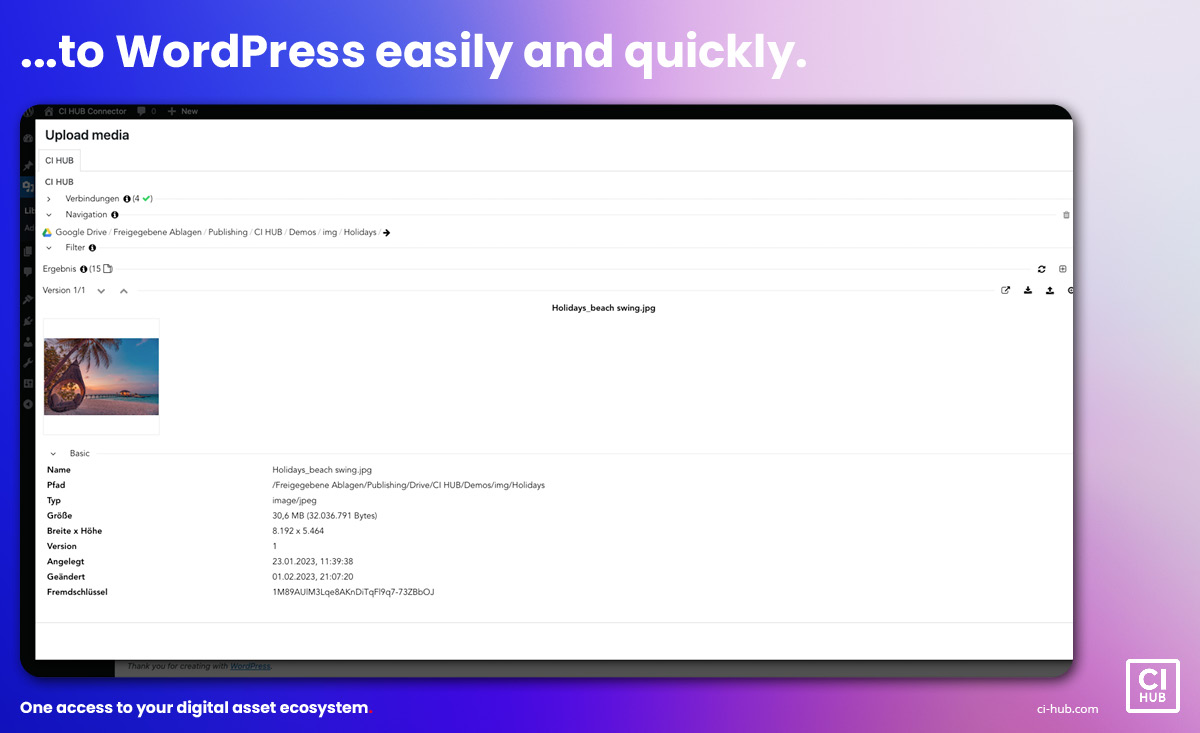 ...to WordPress easily and quickly.
CI HUB Connector 0 + New
Upload media
CI HUB
CI HUB
Verbindungen (4 ✓)
Navigation
Google Drive / Freigegebene Ablagen / Publishing / CI HUB / Demos / img / Holidays /
Filter
Ergebnis (15
Version 1/1
Holidays_beach swing.jpg
Basic
Name Holidays_beach swing.jpg
Pfad /Freigegebene Ablagen/Publishing/Drive/CI HUB/Demos/img/Holidays
Typ image/jpeg
Größe 30,6 MB (32.036.791 Bytes)
Breite x Höhe 8.192 x 5.464
Version 1
Angelegt 23.01.2023, 11:39:38
Geändert 01.02.2023, 21:07:20
Fremdschlüssel
Thank you for creating with WordPress.
One access to your digital asset ecosystem.
ci-hub.com
CI
HUB